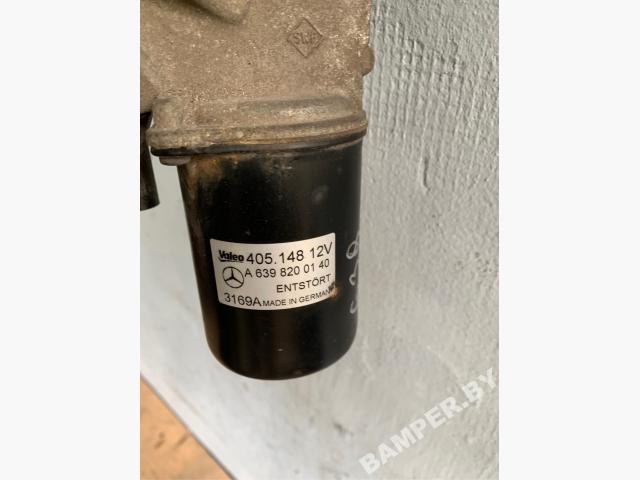 Valeo 405.148 12V
A 639 820 01 40
ENTSTÖRT
3169A MADE IN GERMANY
BAMPER.BY